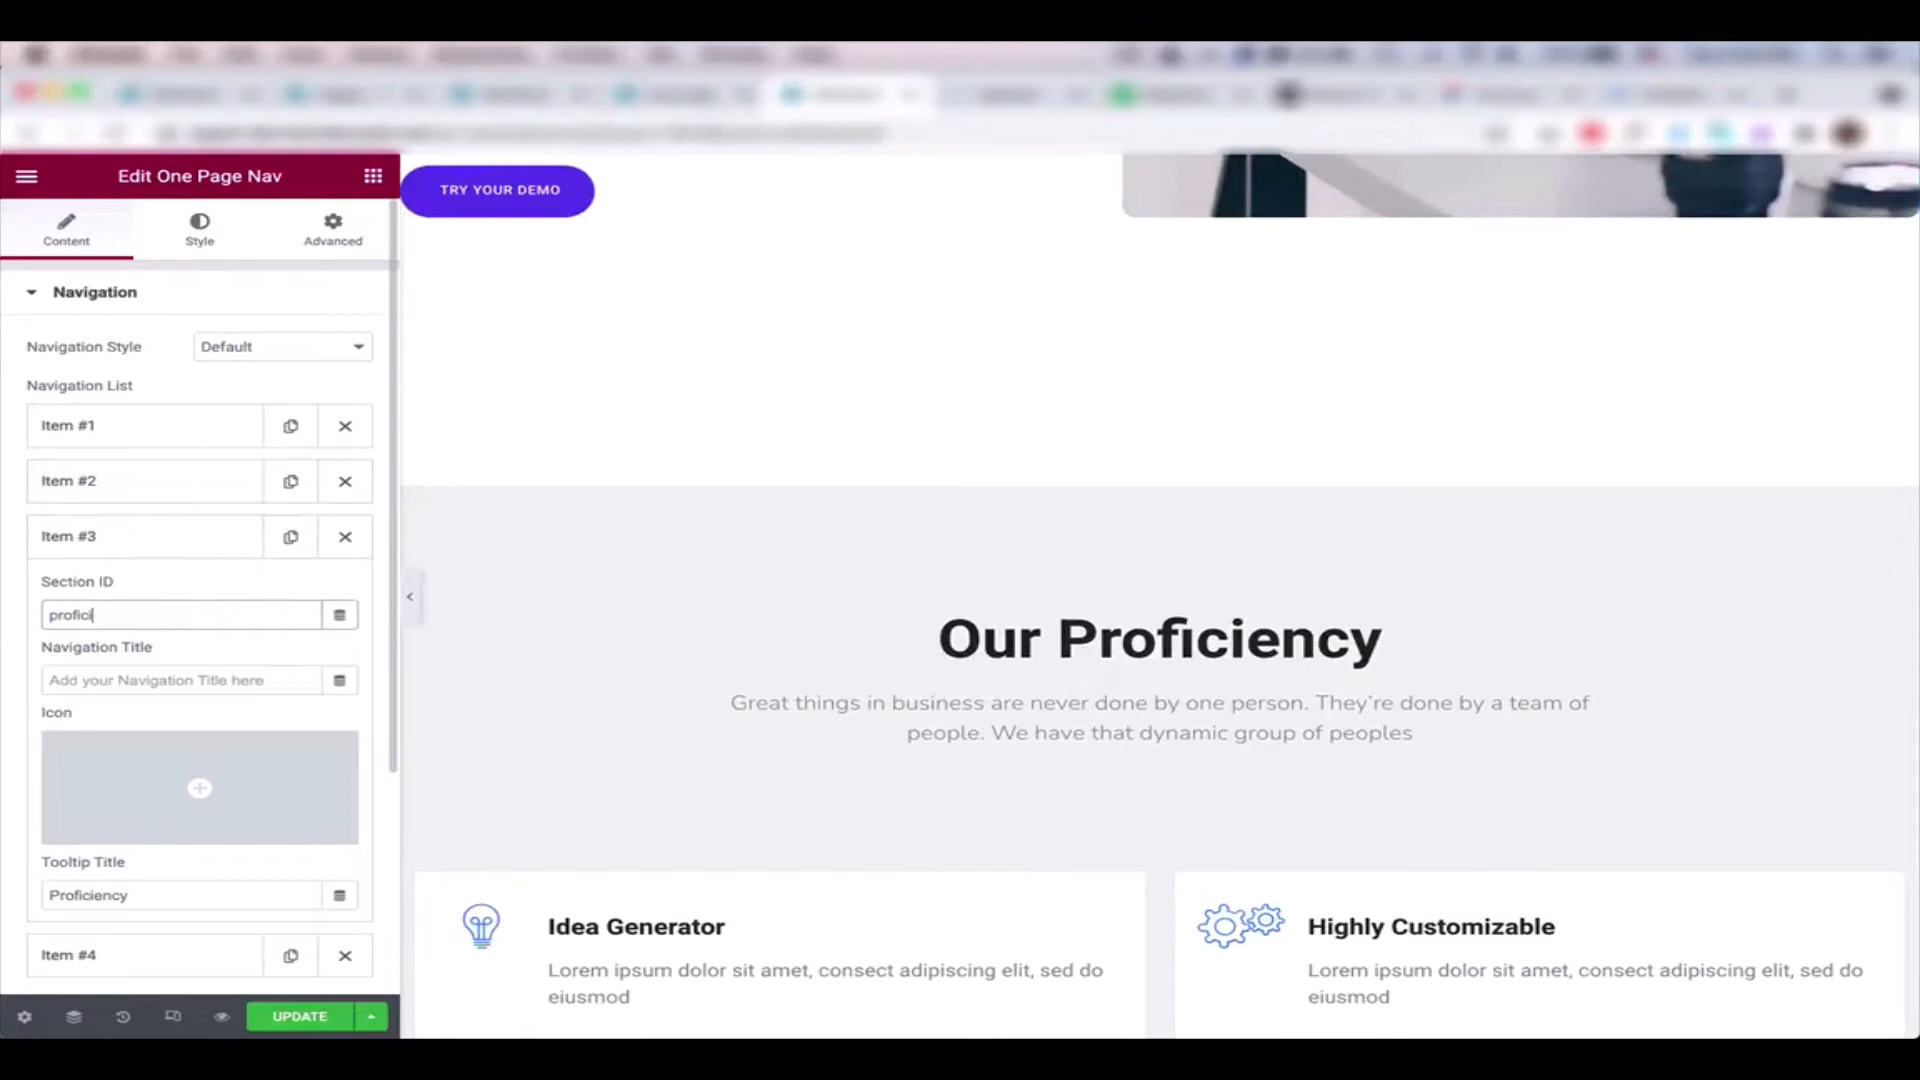 Edit One Page Nav
Content
Style
Advanced
Navigation
Navigation Style
Default
Navigation List
Item #1
Item #2
Item #3
Section ID
profici
Navigation Title
Add your Navigation Title here
Icon
Tooltip Title
Proficiency
Item #4
UPDATE
TRY YOUR DEMO
Our Proficiency
Great things in business are never done by one person. They're done by a team of
people. We have that dynamic group of peoples
Idea Generator
Lorem ipsum dolor sit amet, consect adipiscing elit, sed do
eiusmod
Highly Customizable
Lorem ipsum dolor sit amet, consect adipiscing elit, sed do
eiusmod